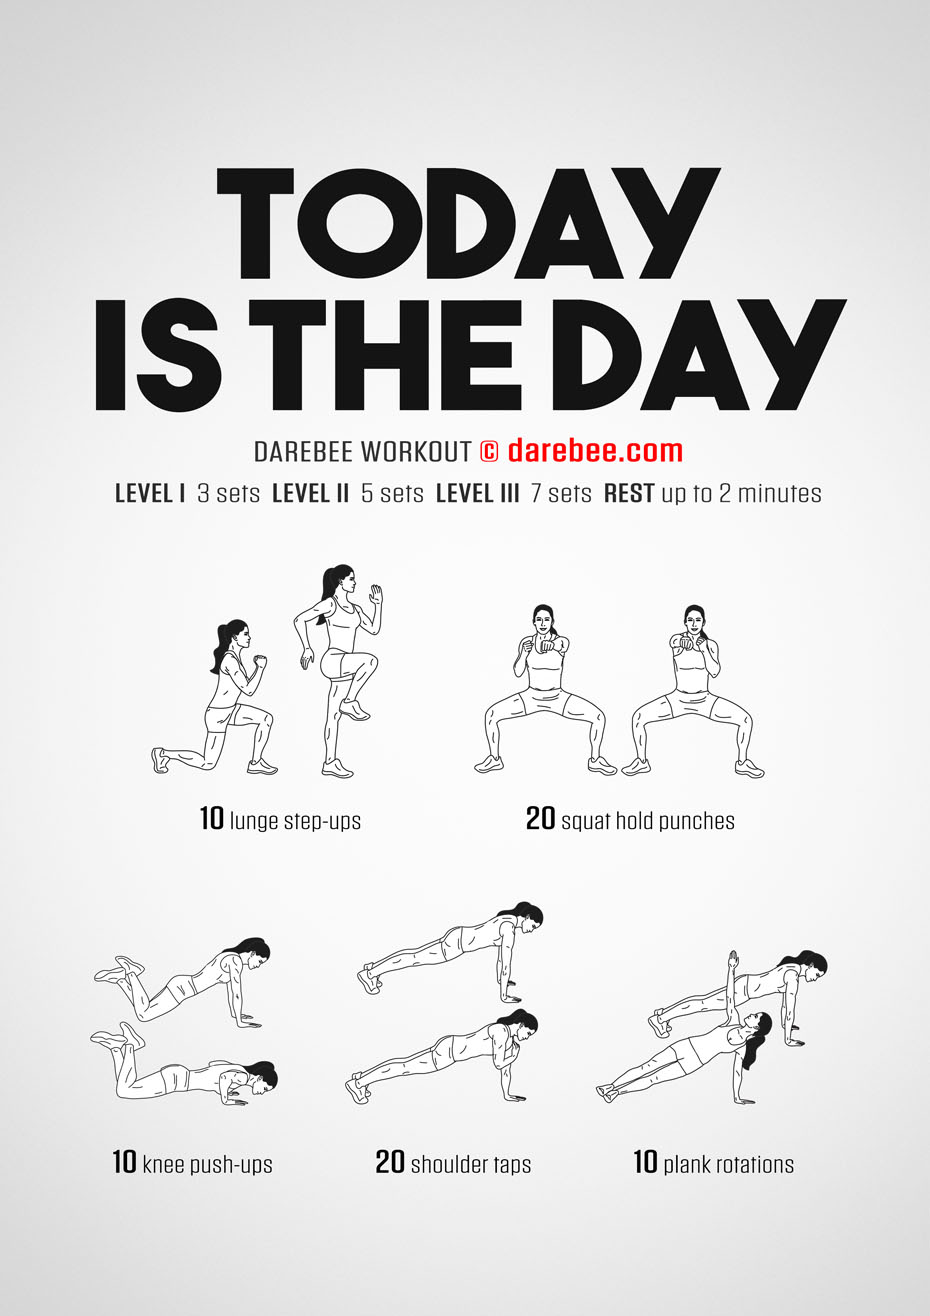 TODAY
IS THE DAY
DAREBEE WORKOUT © darebee.com
LEVEL I 3 sets LEVEL II 5 sets LEVEL III 7 sets REST up to 2 minutes
10 lunge step-ups
20 squat hold punches
10 knee push-ups
20 shoulder taps
10 plank rotations